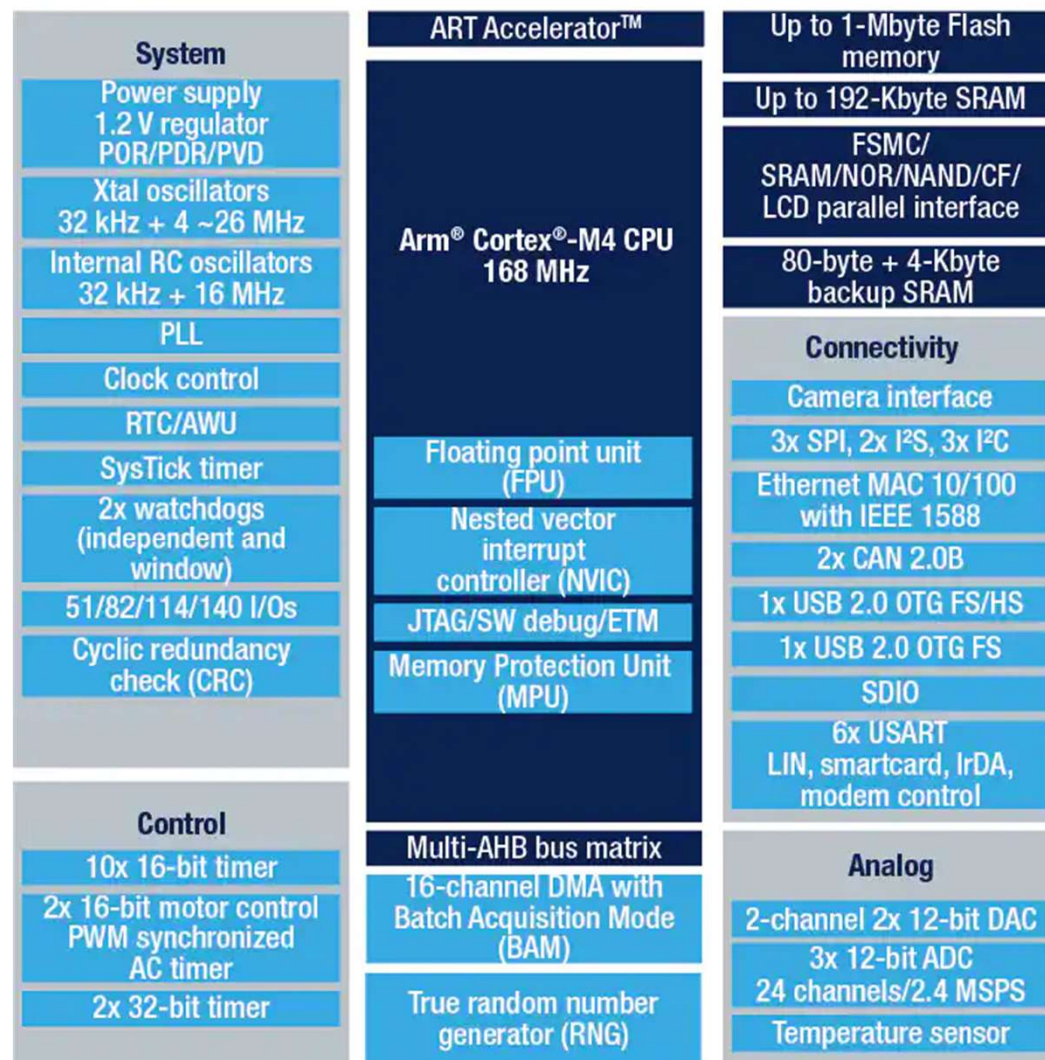 System
Power supply
1.2 V regulator
POR/PDR/PVD
Xtal oscillators
32 kHz + 4 ~26 MHz
Internal RC oscillators
32 kHz + 16 MHz
PLL
Clock control
RTC/AWU
SysTick timer
2x watchdogs
(independent and
window)
51/82/114/140 I/Os
Cyclic redundancy
check (CRC)
Control
10x 16-bit timer
2x 16-bit motor control
PWM synchronized
AC timer
2x 32-bit timer
ART Accelerator™
Arm® Cortex®-M4 CPU
168 MHz
Floating point unit
(FPU)
Nested vector
interrupt
controller (NVIC)
JTAG/SW debug/ETM
Memory Protection Unit
(MPU)
Multi-AHB bus matrix
16-channel DMA with
Batch Acquisition Mode
(BAM)
True random number
generator (RNG)
Up to 1-Mbyte Flash
memory
Up to 192-Kbyte SRAM
FSMC/
SRAM/NOR/NAND/CF/
LCD parallel interface
80-byte + 4-Kbyte
backup SRAM
Connectivity
Camera interface
3x SPI, 2x I²S, 3x I²C
Ethernet MAC 10/100
with IEEE 1588
2x CAN 2.0B
1x USB 2.0 OTG FS/HS
1x USB 2.0 OTG FS
SDIO
6x USART
LIN, smartcard, IrDA,
modem control
Analog
2-channel 2x 12-bit DAC
3x 12-bit ADC
24 channels/2.4 MSPS
Temperature sensor